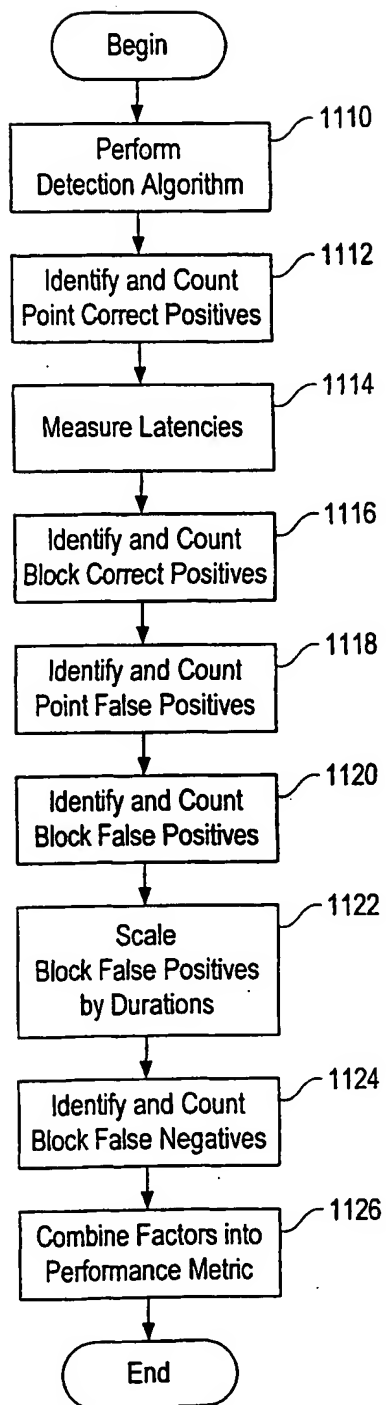 Begin
1110
Perform
Detection Algorithm
1112
Identify and Count
Point Correct Positives
1114
Measure Latencies
1116
Identify and Count
Block Correct Positives
1118
Identify and Count
Point False Positives
1120
Identify and Count
Block False Positives
1122
Scale
Block False Positives
by Durations
1124
Identify and Count
Block False Negatives
1126
Combine Factors into
Performance Metric
End